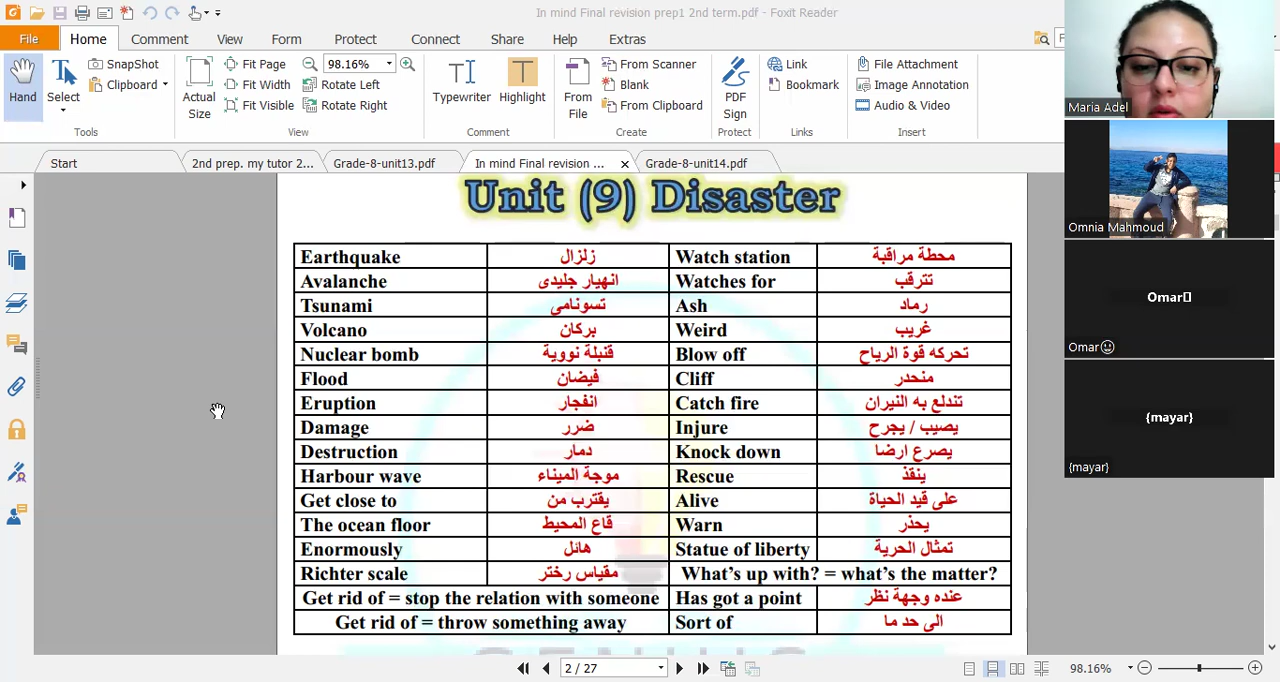 In mind Final revision prep1 2nd term.pdf - Foxit Reader
File Home Comment View Form Protect Connect Share Help Extras
Hand
Select
SnapShot
Clipboard
Tools
Actual Size
Fit Page
Fit Width
Fit Visible
98.16%
Rotate Left
Rotate Right
View
Typewriter
Highlight
Comment
From File
From Scanner
Blank
From Clipboard
Create
PDF Sign
Protect
Link
Bookmark
Links
File Attachment
Image Annotation
Audio & Video
Insert
Start 2nd prep. my tutor 2... Grade-8-unit13.pdf In mind Final revision ... Grade-8-unit14.pdf
Unit (9) Disaster
Earthquake زلزال Watch station محطة مراقبة
Avalanche انهيار جليدى Watches for تترقب
Tsunami تسونامي Ash رماد
Volcano بركان Weird غريب
Nuclear bomb قنبلة نووية Blow off تحركه قوة الرياح
Flood فيضان Cliff منحدر
Eruption انفجار Catch fire تندلع به النيران
Damage ضرر Injure يصيب / يجرح
Destruction دمار Knock down يصرع ارضا
Harbour wave موجة الميناء Rescue ينقذ
Get close to يقترب من Alive على قيد الحياة
The ocean floor قاع المحيط Warn يحذر
Enormously هائل Statue of liberty تمثال الحرية
Richter scale مقياس رختر What's up with? = what's the matter?
Get rid of = stop the relation with someone Has got a point عنده وجهة نظر
Get rid of = throw something away Sort of الى حد ما
2 / 27
98.16%
Maria Adel
Omnia Mahmoud
Omar
Omar
{mayar}
{mayar}